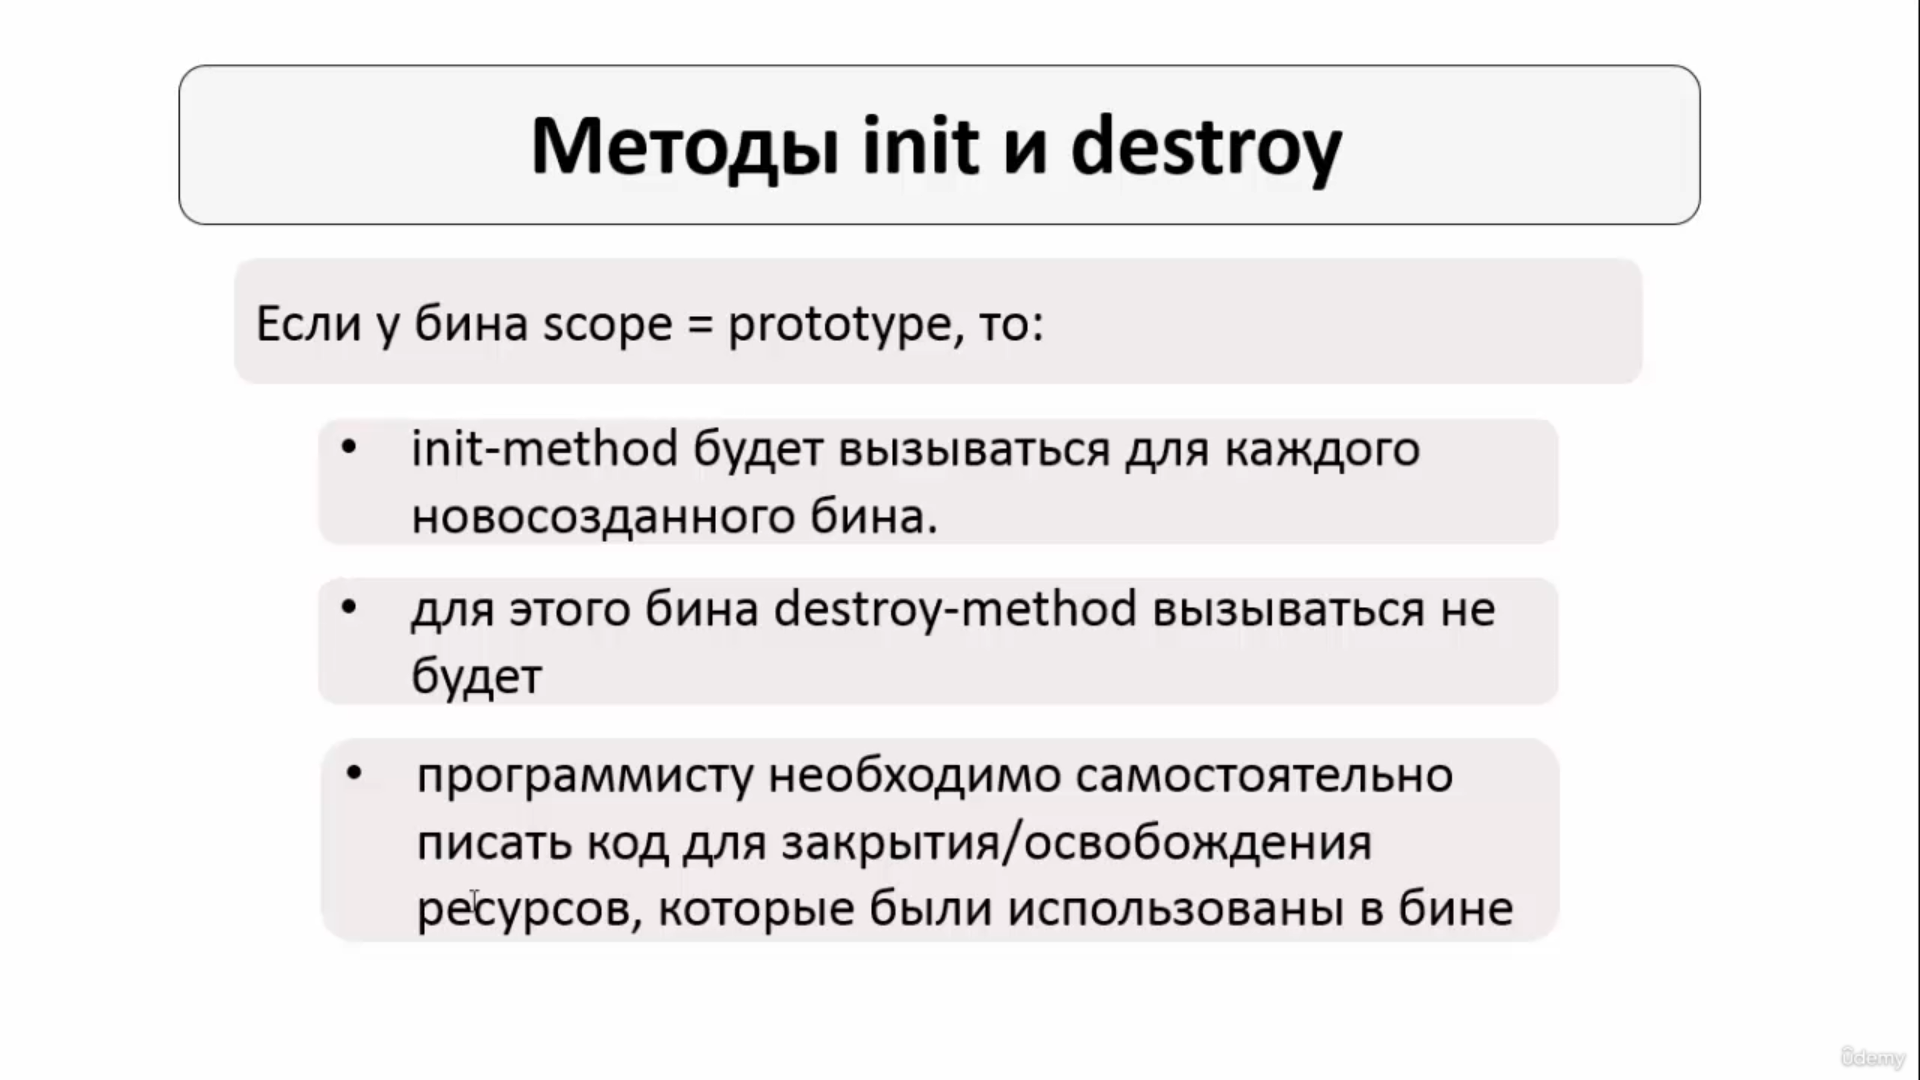 Методы init и destroy
Если у бина scope = prototype, то:
• init-method будет вызываться для каждого
новосозданного бина.
• для этого бина destroy-method вызываться не
будет
• программисту необходимо самостоятельно
писать код для закрытия/освобождения
ресурсов, которые были использованы в бине
ûdemy